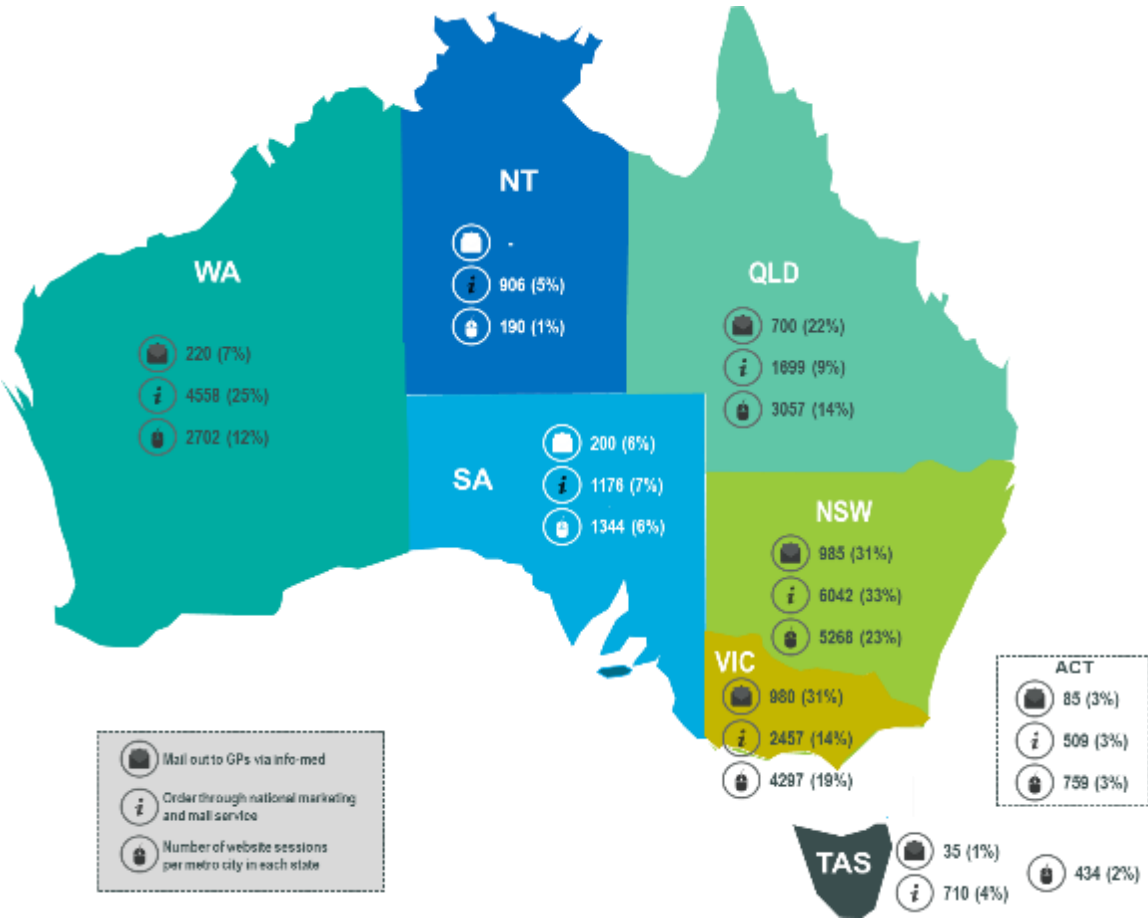 NT
-
906 (5%)
190 (1%)
WA
220 (7%)
4558 (25%)
2702 (12%)
QLD
700 (22%)
1699 (9%)
3057 (14%)
SA
200 (6%)
1176 (7%)
1344 (6%)
NSW
985 (31%)
6042 (33%)
5268 (23%)
VIC
980 (31%)
2457 (14%)
4297 (19%)
ACT
85 (3%)
509 (3%)
759 (3%)
TAS
35 (1%)
710 (4%)
434 (2%)
Mail out to GPs via info-med
i Order through national marketing
and mail service
Number of website sessions
per metro city in each state